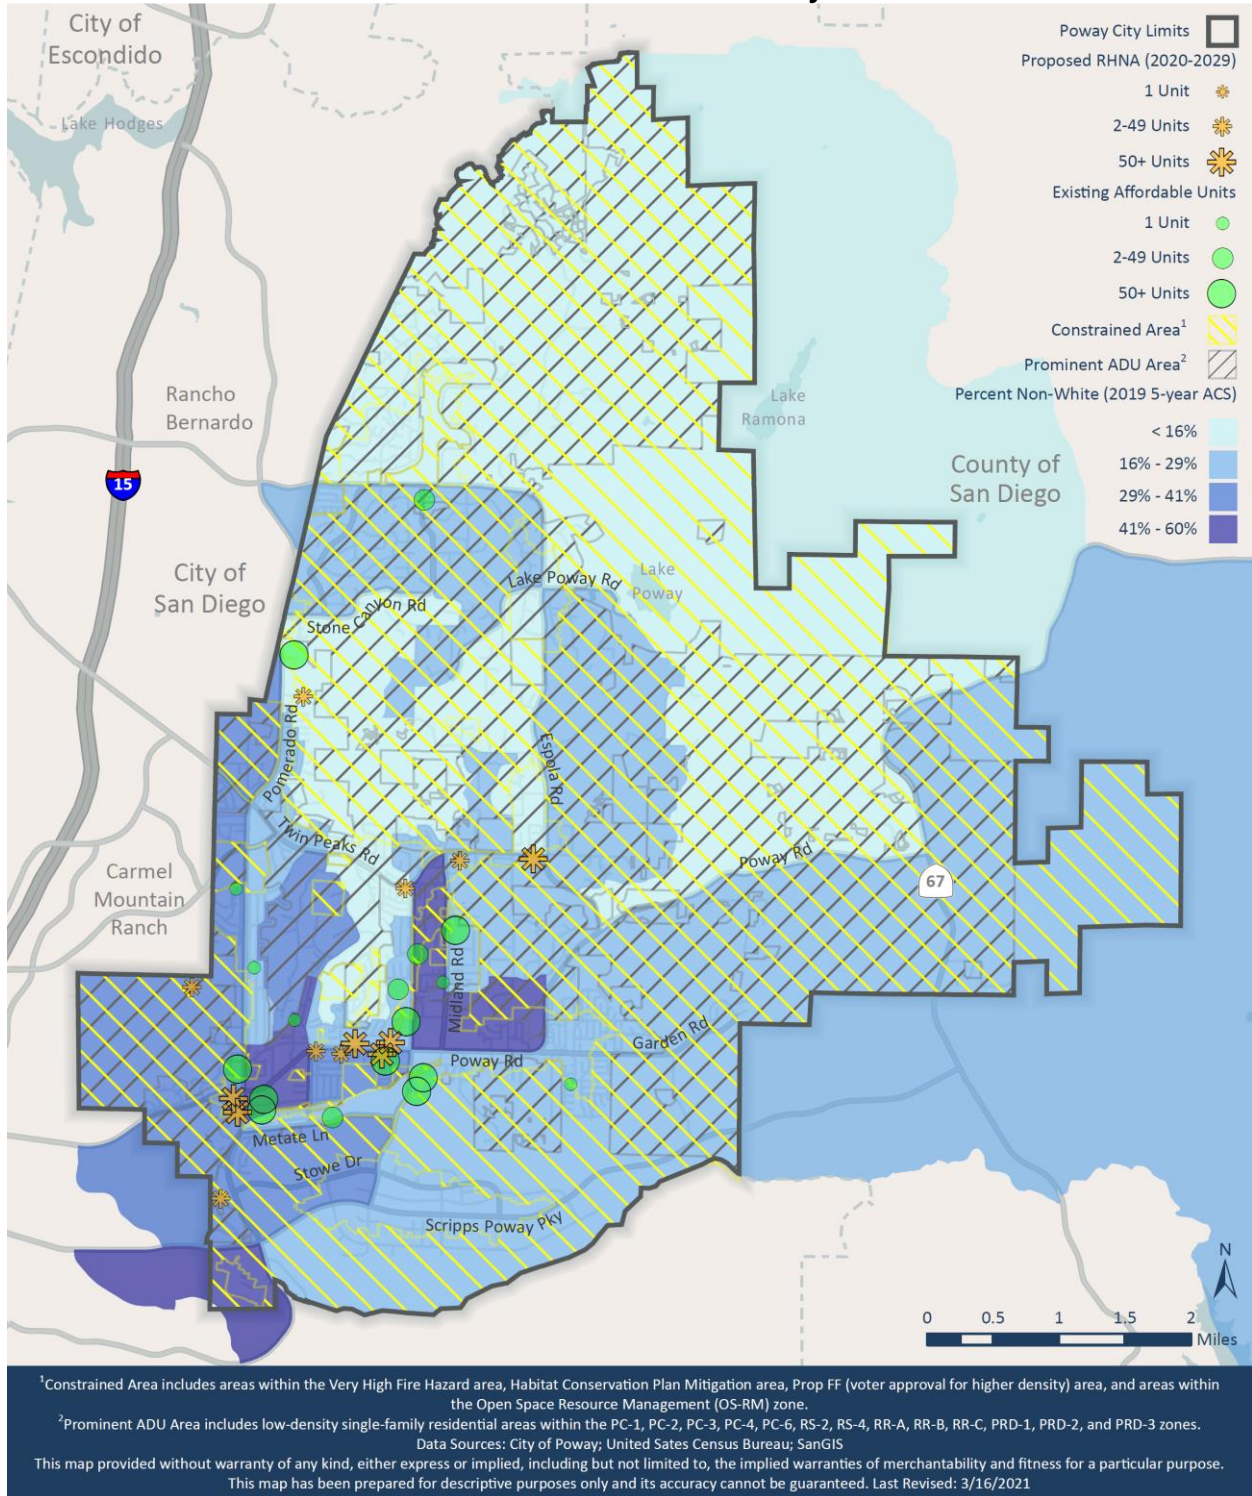 City of
Escondido
Lake Hodges
Poway City Limits
Proposed RHNA (2020-2029)
1 Unit
2-49 Units
50+ Units
Existing Affordable Units
1 Unit
2-49 Units
50+ Units
Constrained Area¹
Prominent ADU Area²
Percent Non-White (2019 5-year ACS)
< 16%
16% - 29%
29% - 41%
41% - 60%
Rancho
Bernardo
Lake
Ramona
County of
San Diego
15
City of
San Diego
Lake Poway Rd
Lake
Poway
Stone Canyon Rd
Pomerado Rd
Espola Rd
Twin Peaks Rd
Poway Rd
67
Carmel
Mountain
Ranch
Midland Rd
Garden Rd
Poway Rd
Metate Ln
Stowe Dr
Scripps Poway Pky
N
0 0.5 1 1.5 2
Miles
¹Constrained Area includes areas within the Very High Fire Hazard area, Habitat Conservation Plan Mitigation area, Prop FF (voter approval for higher density) area, and areas within
the Open Space Resource Management (OS-RM) zone.
²Prominent ADU Area includes low-density single-family residential areas within the PC-1, PC-2, PC-3, PC-4, PC-6, RS-2, RS-4, RR-A, RR-B, RR-C, PRD-1, PRD-2, and PRD-3 zones.
Data Sources: City of Poway; United Sates Census Bureau; SanGIS
This map provided without warranty of any kind, either express or implied, including but not limited to, the implied warranties of merchantability and fitness for a particular purpose.
This map has been prepared for descriptive purposes only and its accuracy cannot be guaranteed. Last Revised: 3/16/2021